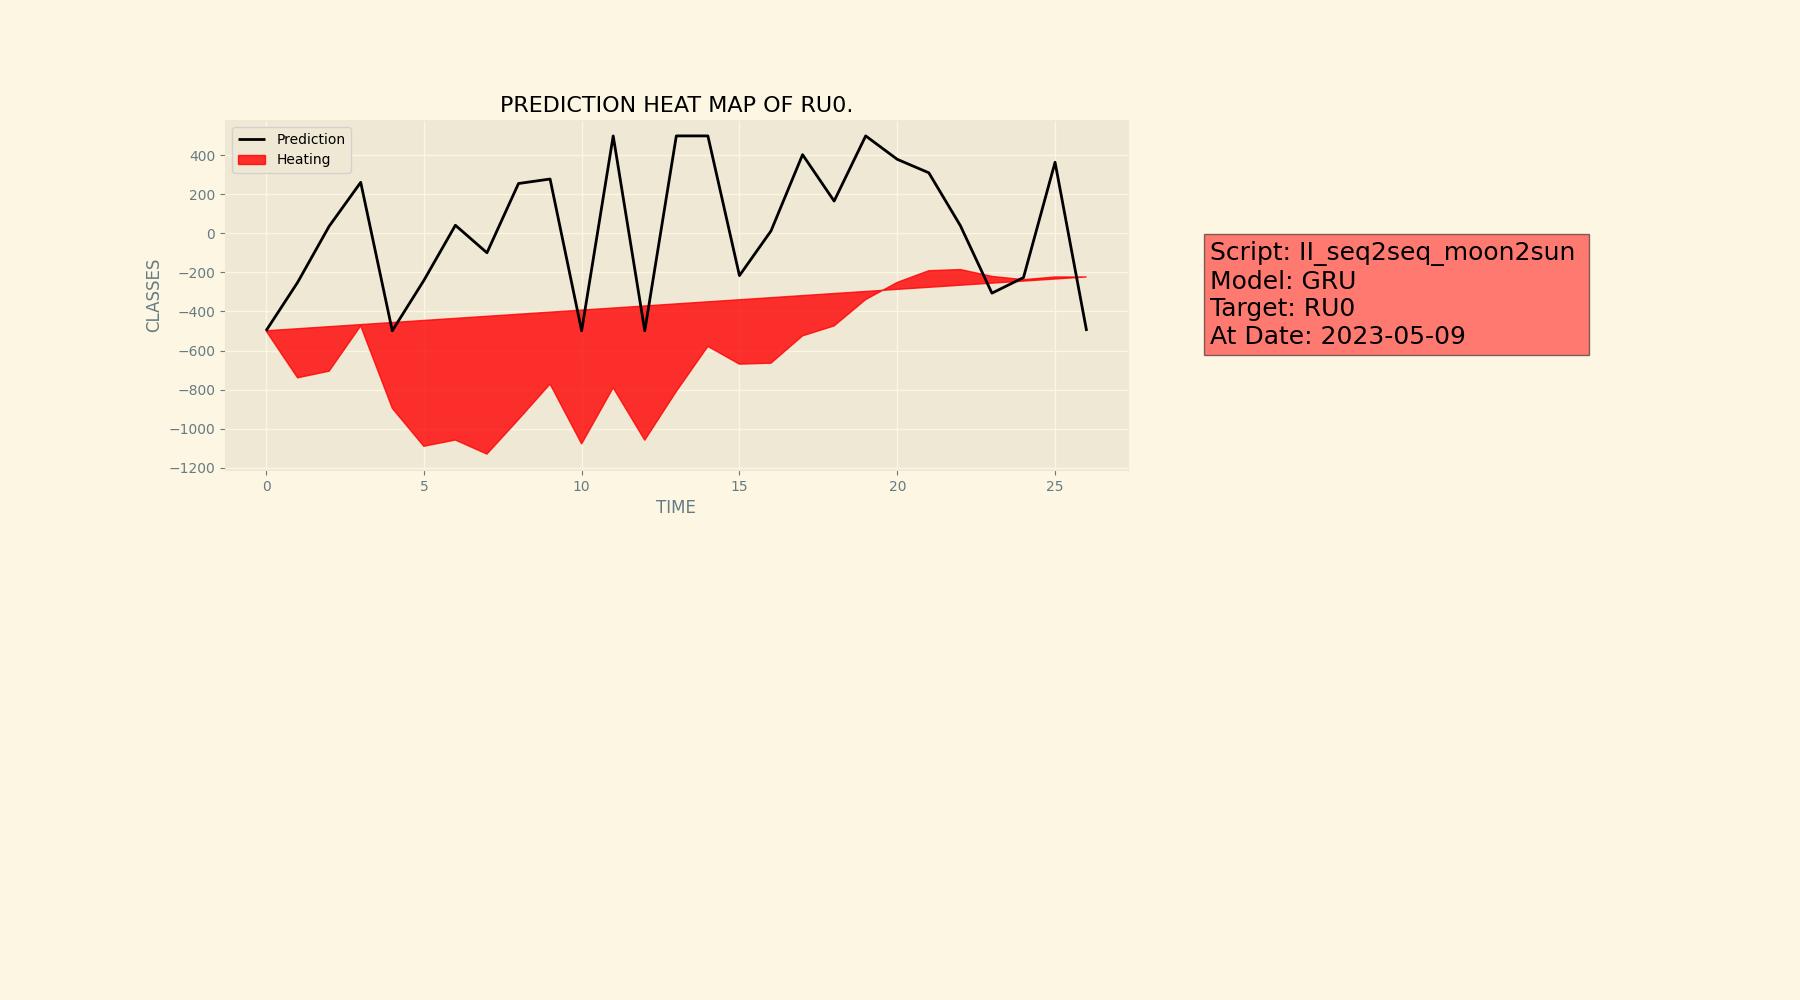 PREDICTION HEAT MAP OF RU0.
Prediction
Heating
400
200
0
−200
−400
−600
−800
−1000
−1200
CLASSES
0 5 10 15 20 25
TIME
Script: II_seq2seq_moon2sun
Model: GRU
Target: RU0
At Date: 2023-05-09